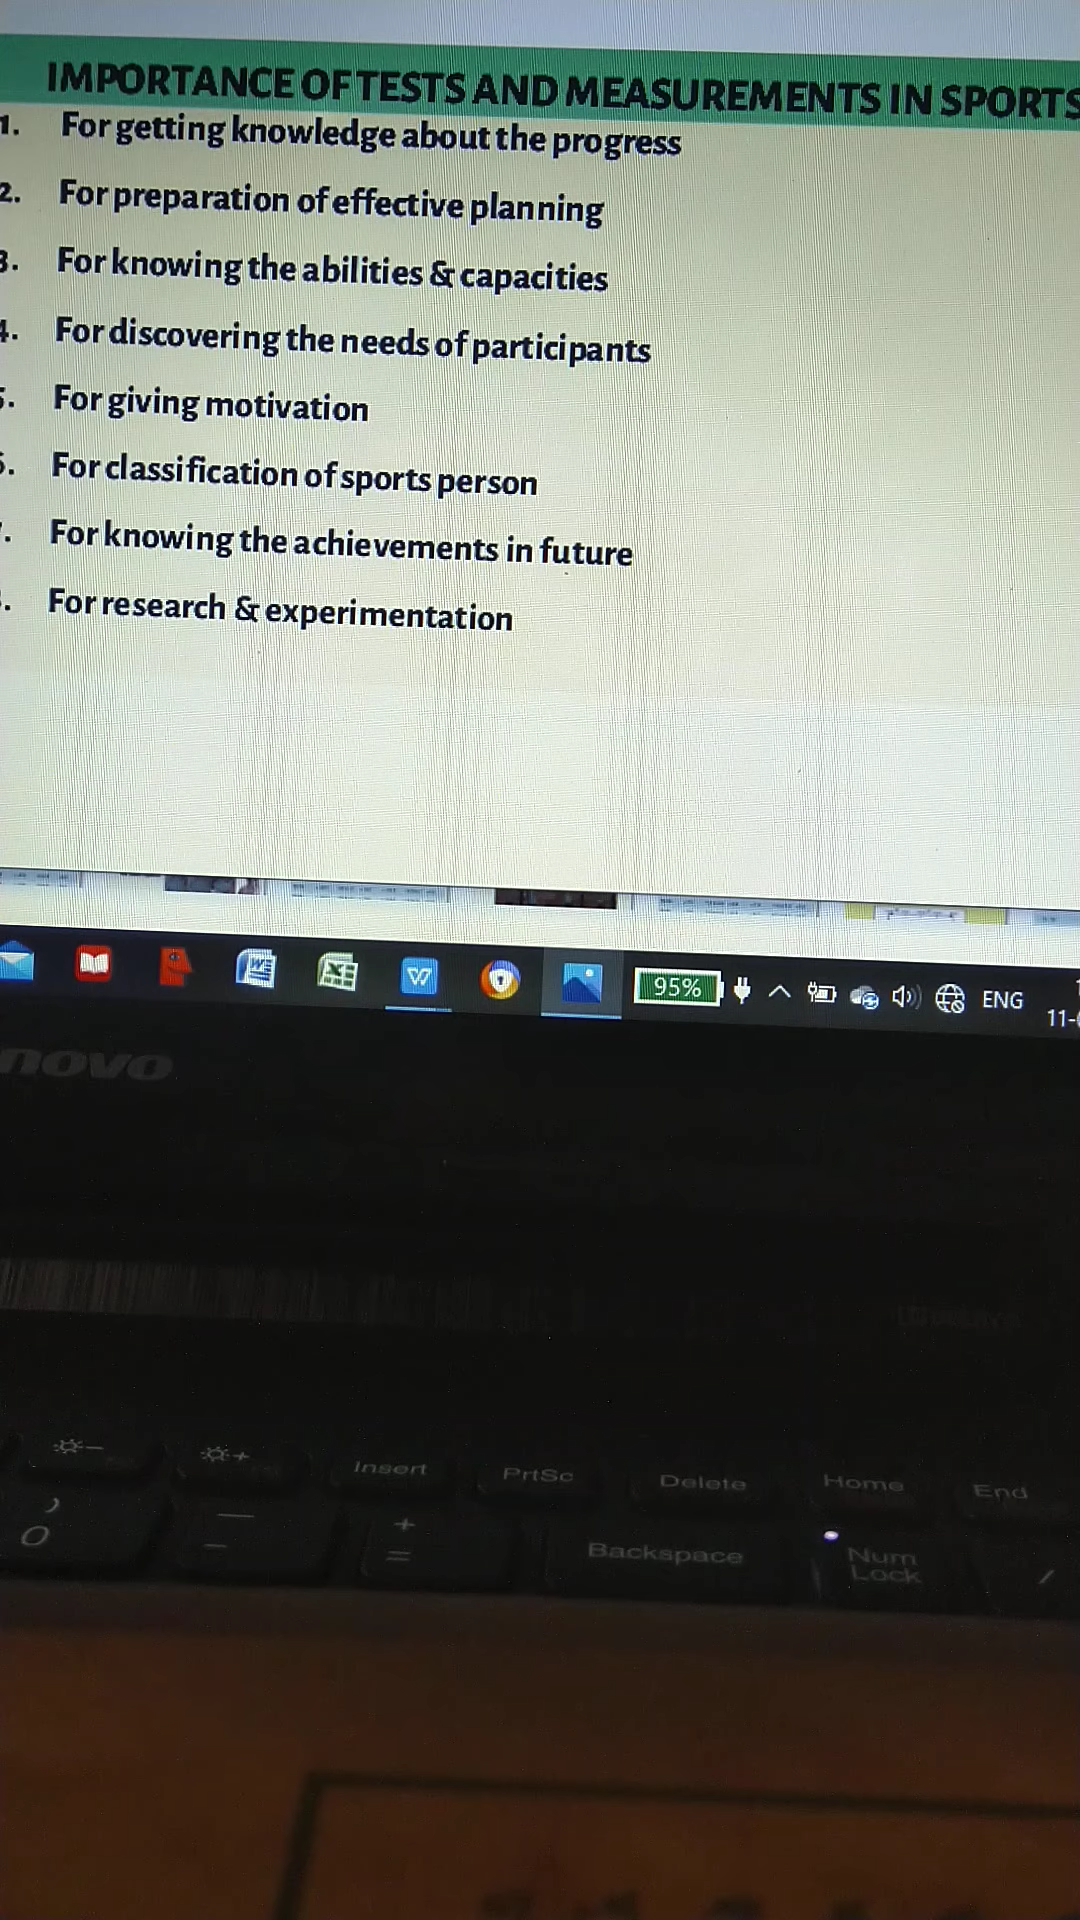 IMPORTANCE OF TESTS AND MEASUREMENTS IN SPORTS
1. For getting knowledge about the progress
2. For preparation of effective planning
3. For knowing the abilities & capacities
4. For discovering the needs of participants
5. For giving motivation
6. For classification of sports person
. For knowing the achievements in future
. For research & experimentation
95% ENG
11-
novo
Insert PrtSc Delete Home End
) — +
0 - = Backspace Num
Lock /